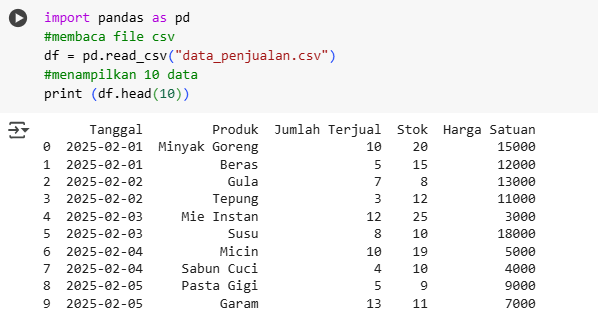 import pandas as pd
#membaca file csv
df = pd.read_csv("data_penjualan.csv")
#menampilkan 10 data
print (df.head(10))
Tanggal Produk Jumlah Terjual Stok Harga Satuan
0 2025-02-01 Minyak Goreng 10 20 15000
1 2025-02-01 Beras 5 15 12000
2 2025-02-02 Gula 7 8 13000
3 2025-02-02 Tepung 3 12 11000
4 2025-02-03 Mie Instan 12 25 3000
5 2025-02-03 Susu 8 10 18000
6 2025-02-04 Micin 10 19 5000
7 2025-02-04 Sabun Cuci 4 10 4000
8 2025-02-05 Pasta Gigi 5 9 9000
9 2025-02-05 Garam 13 11 7000